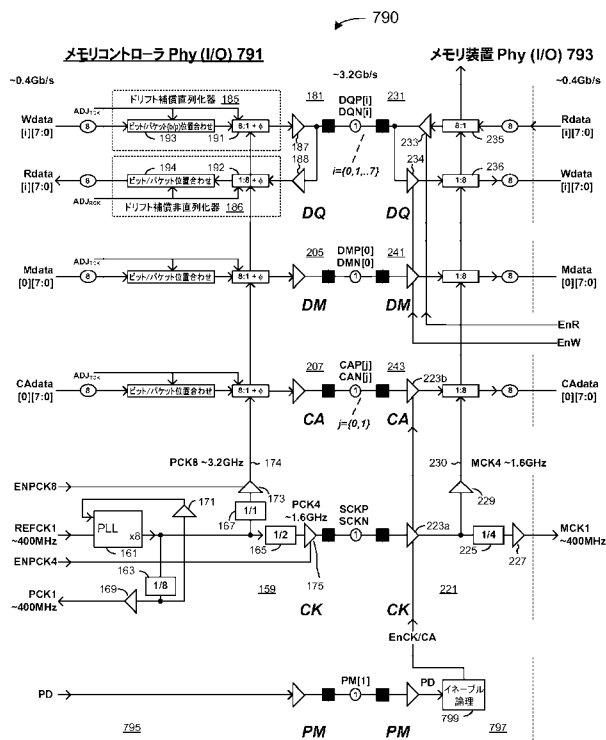 790
メモリコントローラ Phy (I/O) 791
メモリ装置 Phy (I/O) 793
~0.4Gb/s
~3.2Gb/s
~0.4Gb/s
ドリフト補償直列化器 185
181
DQP[i]
DQN[i]
231
Wdata
[i][7:0]
8
ADJTCK
ビット/パケット(b/p)位置合わせ
193
8:1 + ϕ
191
187
1
i={0,1,..7}
233
8:1
235
8
Rdata
[i][7:0]
Rdata
[i][7:0]
8
194
ビット/パケット位置合わせ
192
1:8 + ϕ
188
ADJRCK
ドリフト補償非直列化器
186
DQ
DQ
234
1:8
236
8
Wdata
[i][7:0]
Mdata
[0][7:0]
8
ADJTCK
ビット/パケット位置合わせ
8:1 + ϕ
205
DMP[0]
DMN[0]
1
241
DM
DM
1:8
8
Mdata
[0][7:0]
EnR
EnW
CAdata
[0][7:0]
8
ADJTCK
ビット/パケット位置合わせ
8:1 + ϕ
207
CAP[j]
CAN[j]
1
j={0,1}
243
223b
CA
CA
1:8
8
CAdata
[0][7:0]
PCK8 ~3.2GHz
174
230
MCK4 ~1.6GHz
ENPCK8
173
171
1/1
167
PCK4
~1.6GHz
SCKP
SCKN
229
REFCK1
~400MHz
PLL
x8
161
1/2
165
1
223a
1/4
225
227
MCK1
~400MHz
ENPCK4
163
1/8
175
169
PCK1
~400MHz
159
CK
CK
221
EnCK/CA
PD
PM[1]
1
PD
イネーブル
論理
799
795
PM
PM
797